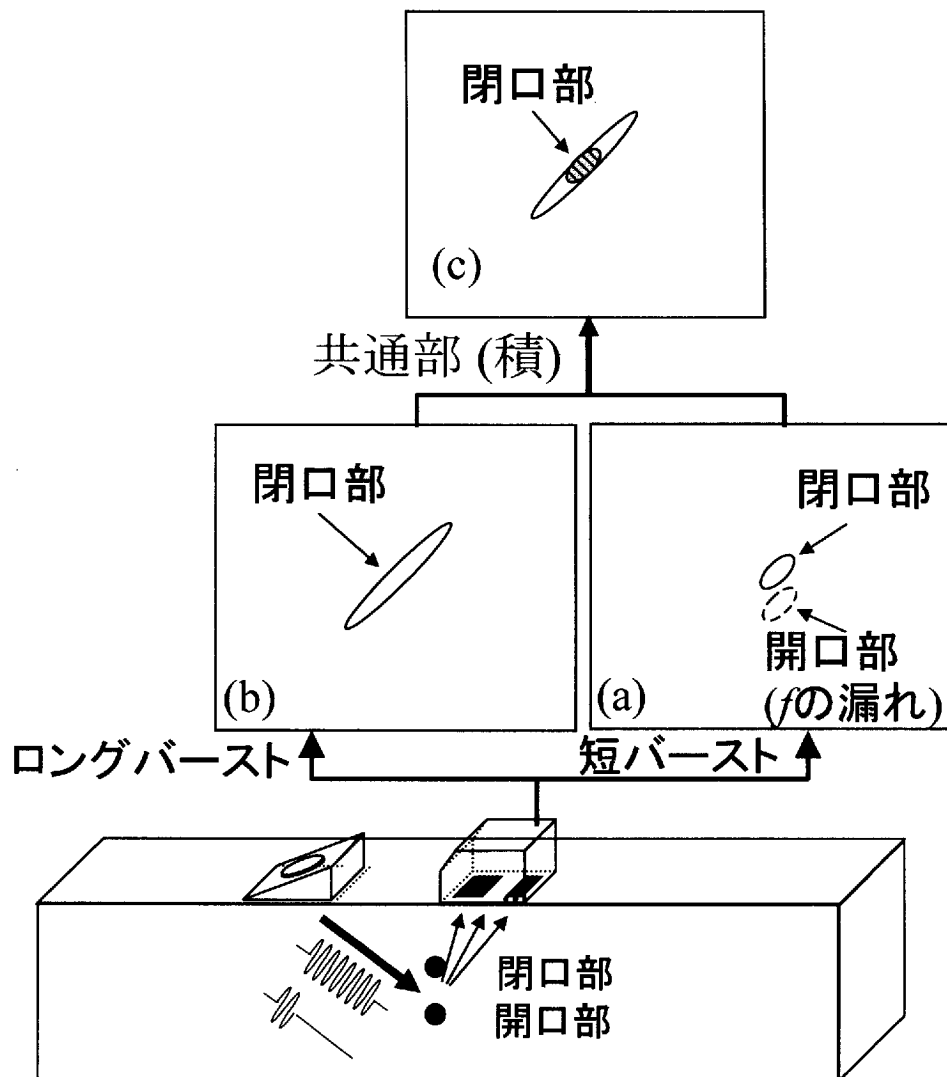 閉口部
(c)
共通部 (積)
閉口部
(b)
閉口部
開口部
(fの漏れ)
(a)
ロングバースト
短バースト
閉口部
開口部